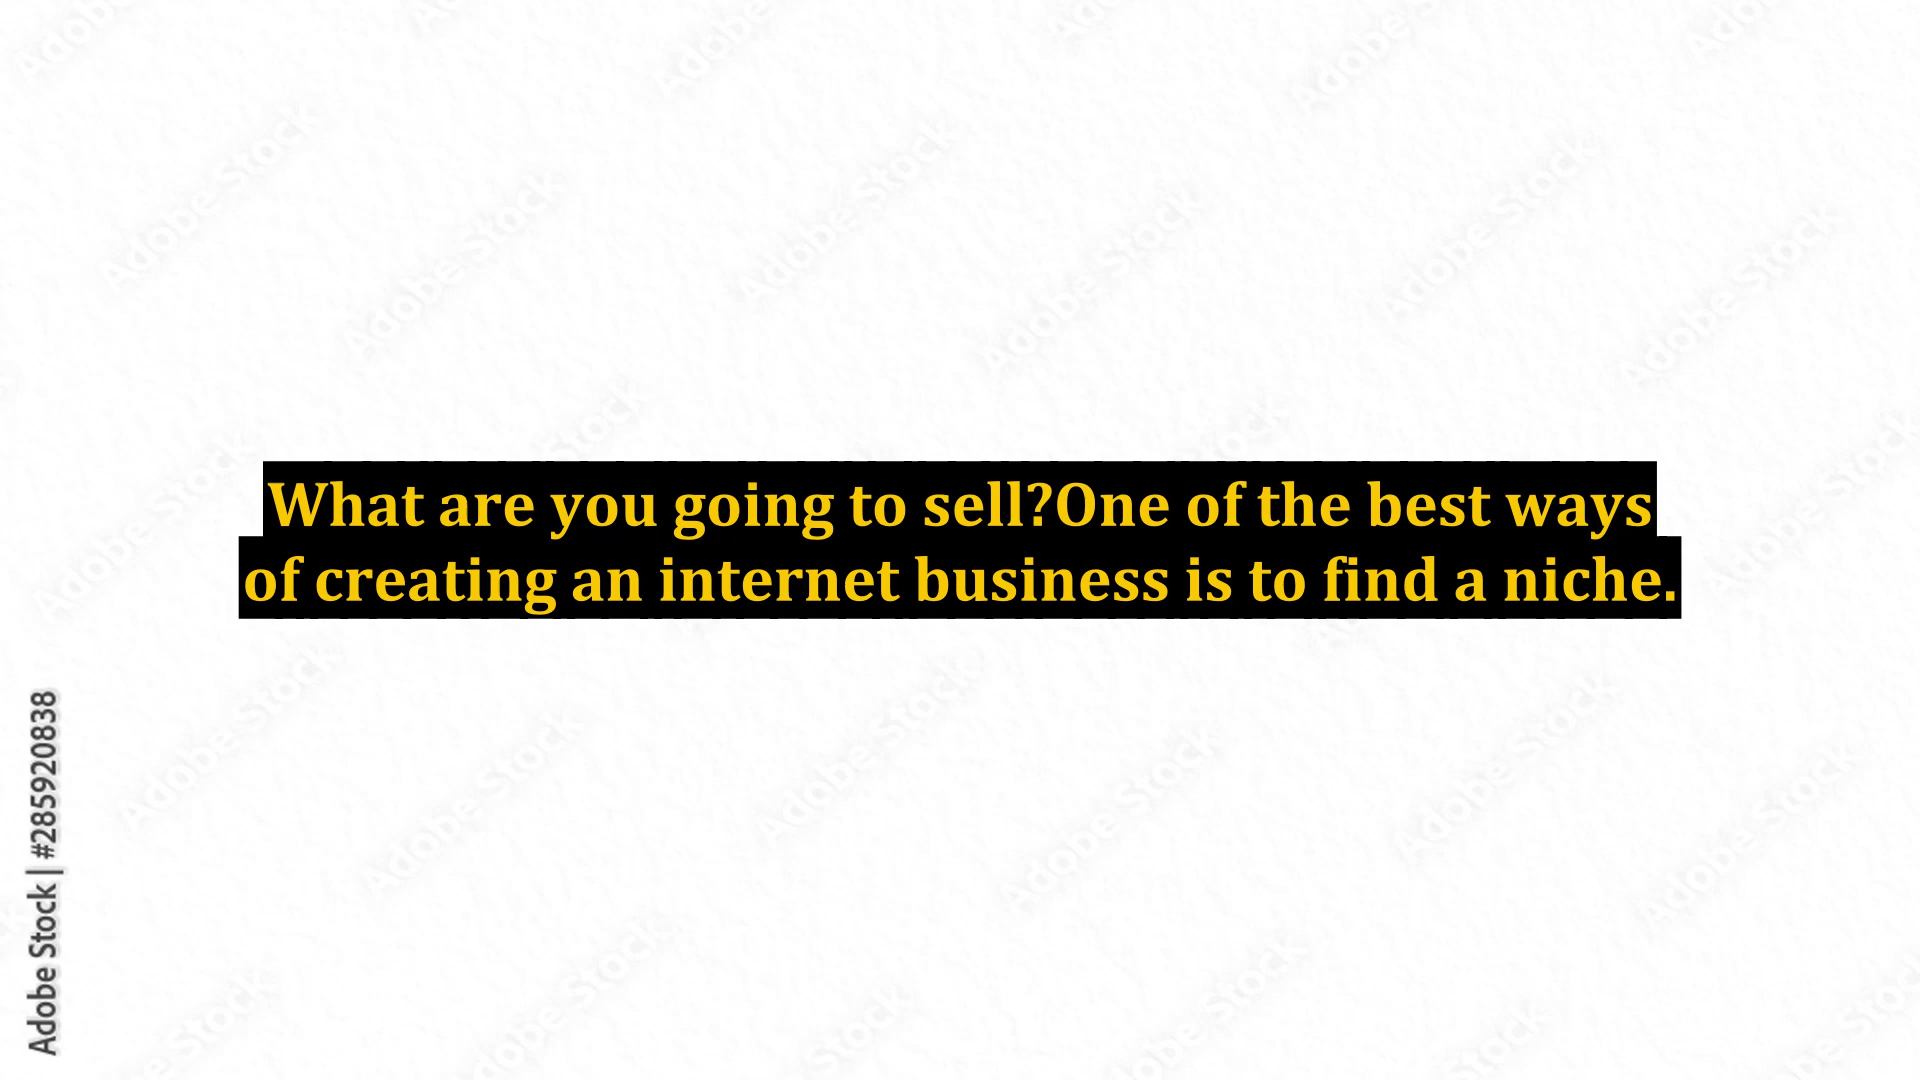 What are you going to sell?One of the best ways
of creating an internet business is to find a niche.
Adobe Stock | #285920838